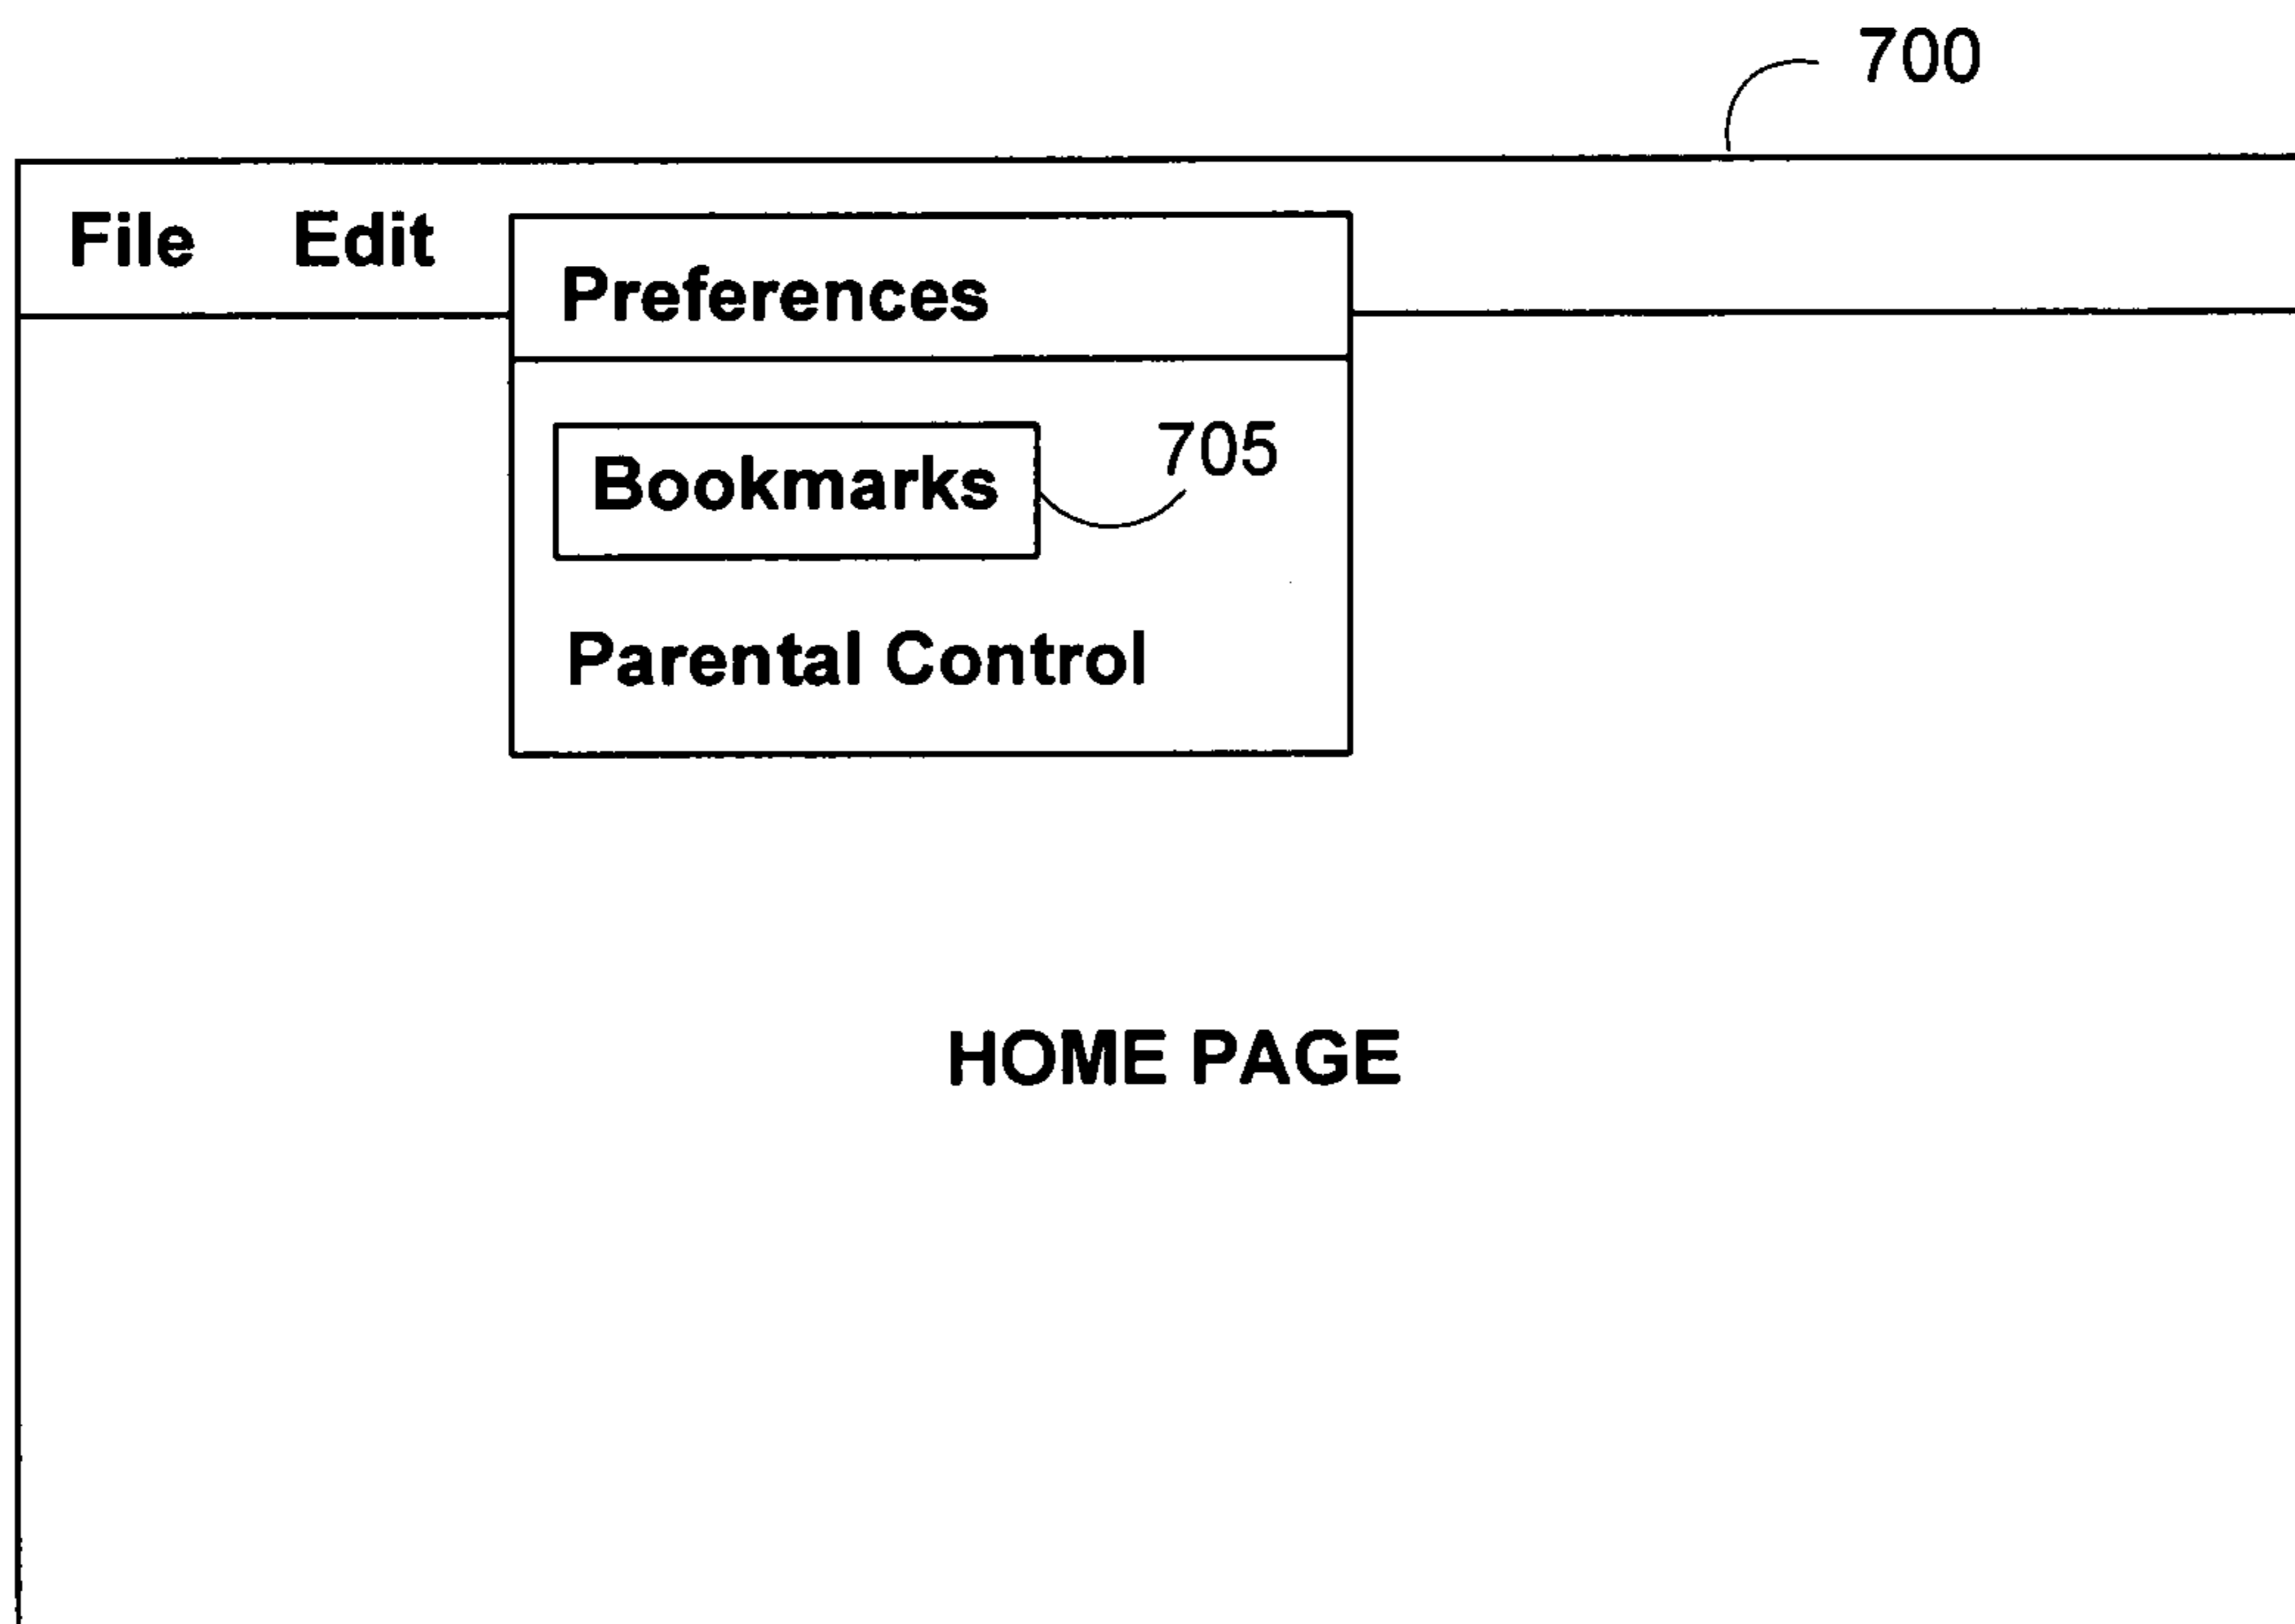 700
File Edit
Preferences
Bookmarks 705
Parental Control
HOME PAGE